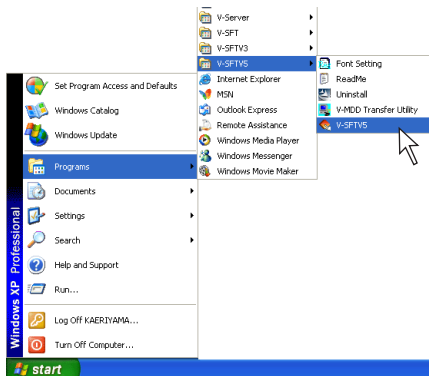 V-Server
V-SFT
V-SFTV3
V-SFTV5
Internet Explorer
MSN
Outlook Express
Remote Assistance
Windows Media Player
Windows Messenger
Windows Movie Maker
Font Setting
ReadMe
Uninstall
V-MDD Transfer Utility
V-SFTV5
Set Program Access and Defaults
Windows Catalog
Windows Update
Programs
Documents
Settings
Search
Help and Support
Run...
Log Off KAERIYAMA...
Turn Off Computer...
Windows XP Professional
start